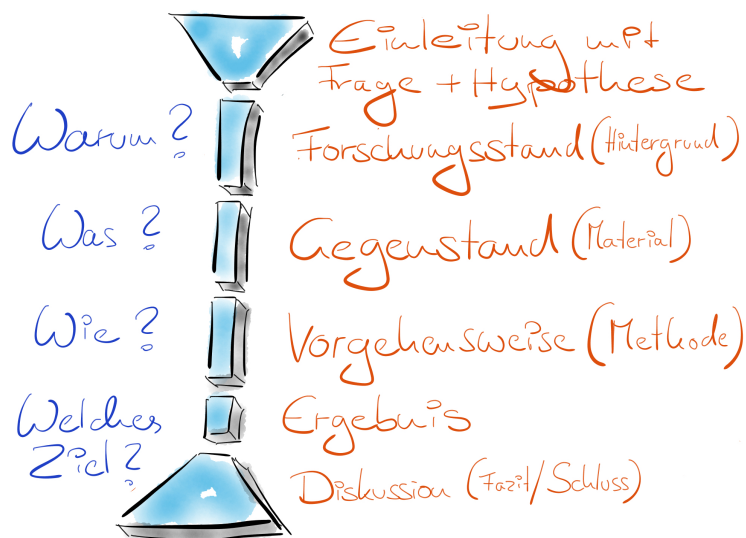 Einleitung mit
Frage + Hypothese
Warum?
Forschungsstand (Hintergrund)
Was?
Gegenstand (Material)
Wie?
Vorgehensweise (Methode)
Welches
Ziel?
Ergebnis
Diskussion (Fazit/Schluss)